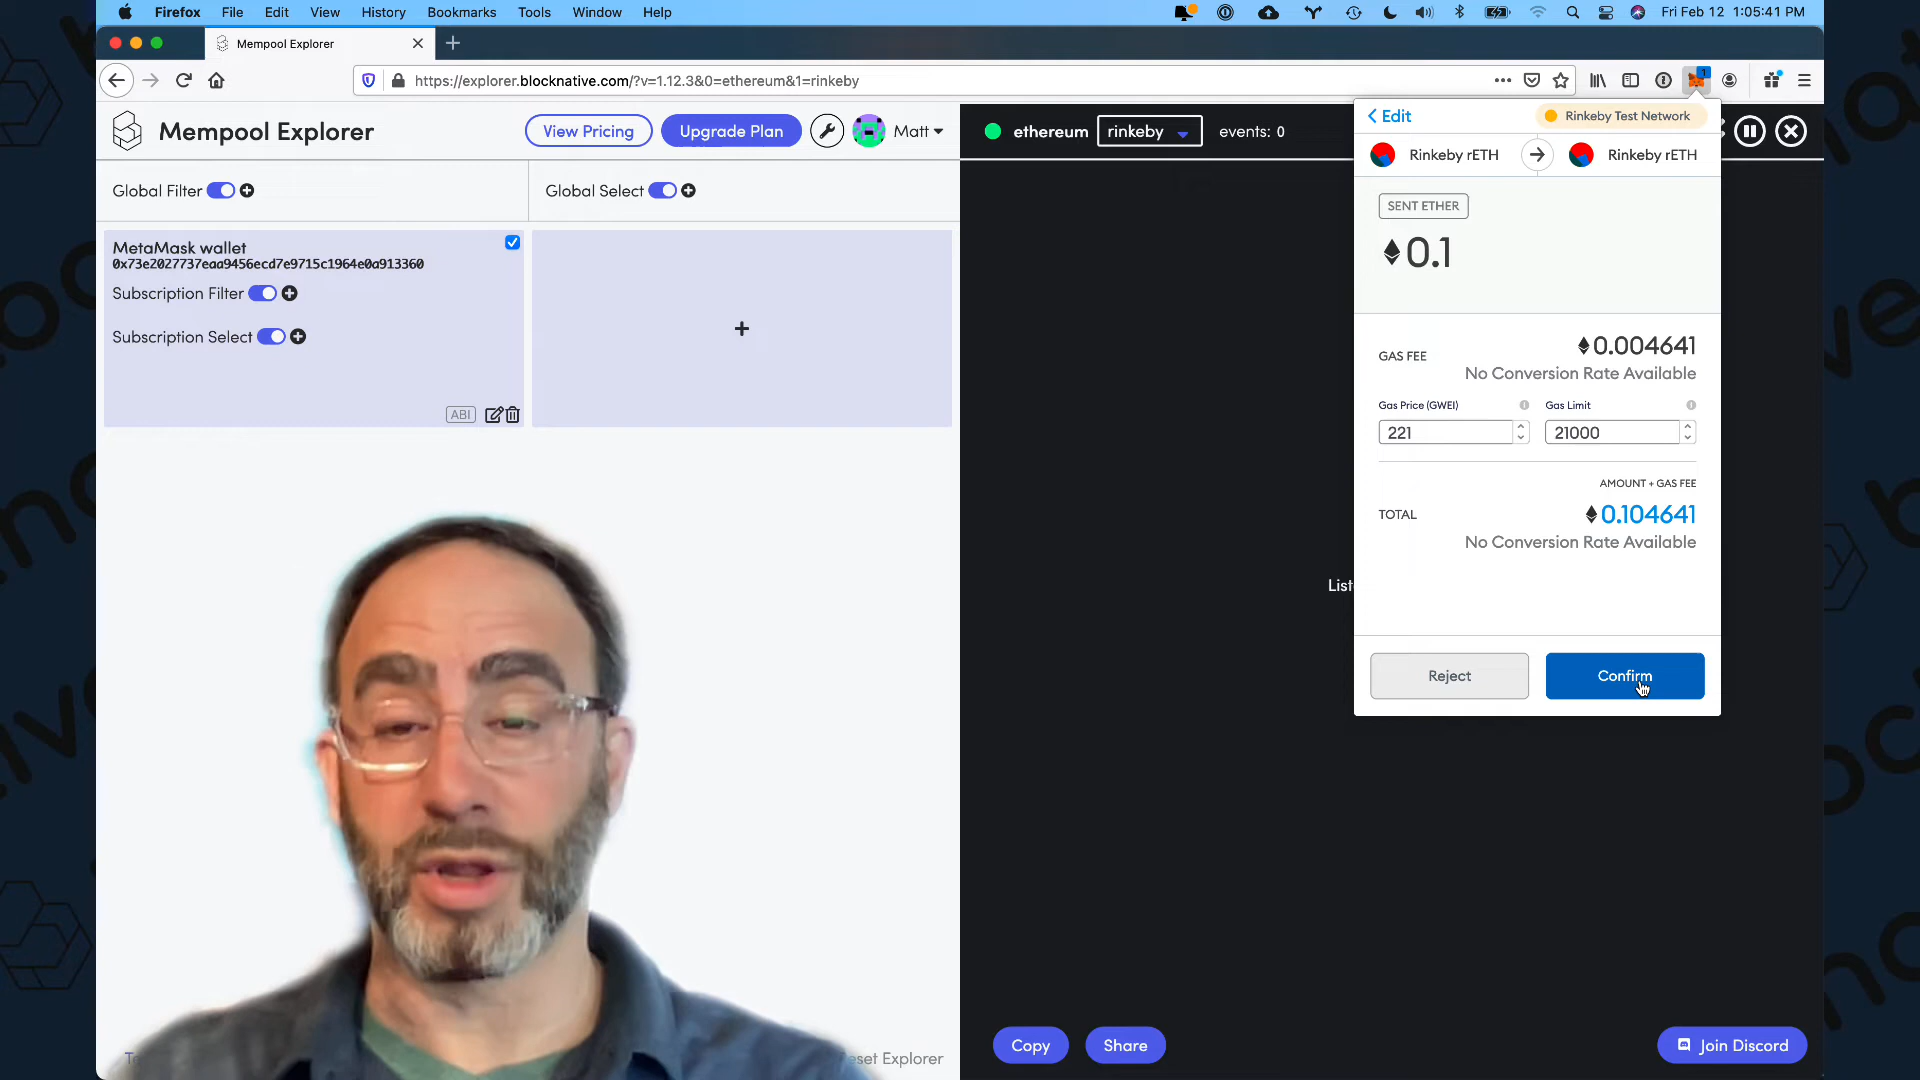 Firefox File Edit View History Bookmarks Tools Window Help
Fri Feb 12 1:05:41 PM
Mempool Explorer
https://explorer.blocknative.com/?v=1.12.3&0=ethereum&1=rinkeby
Mempool Explorer
View Pricing
Upgrade Plan
Matt
ethereum
rinkeby
events: 0
Global Filter
Global Select
MetaMask wallet
0x73e2027737eaa9456ecd7e9715c1964e0a913360
Subscription Filter
Subscription Select
ABI
Edit
Rinkeby Test Network
1
Rinkeby rETH
Rinkeby rETH
SENT ETHER
0.1
GAS FEE
0.004641
No Conversion Rate Available
Gas Price (GWEI)
Gas Limit
221
21000
AMOUNT + GAS FEE
TOTAL
0.104641
No Conversion Rate Available
Reject
Confirm
List
Explorer
Copy
Share
Join Discord